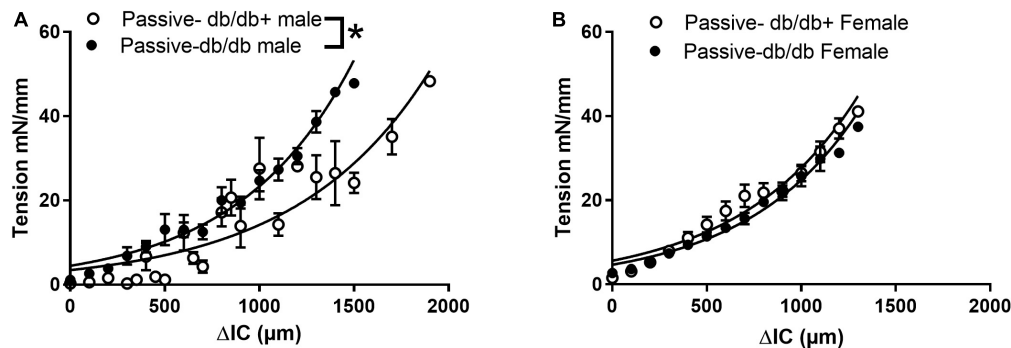 A
Passive- db/db+ male
Passive-db/db male
*
Tension mN/mm
60
40
20
0
0 500 1000 1500 2000
ΔIC (µm)
B
Passive- db/db+ Female
Passive-db/db Female
Tension mN/mm
60
40
20
0
0 500 1000 1500 2000
ΔIC (µm)